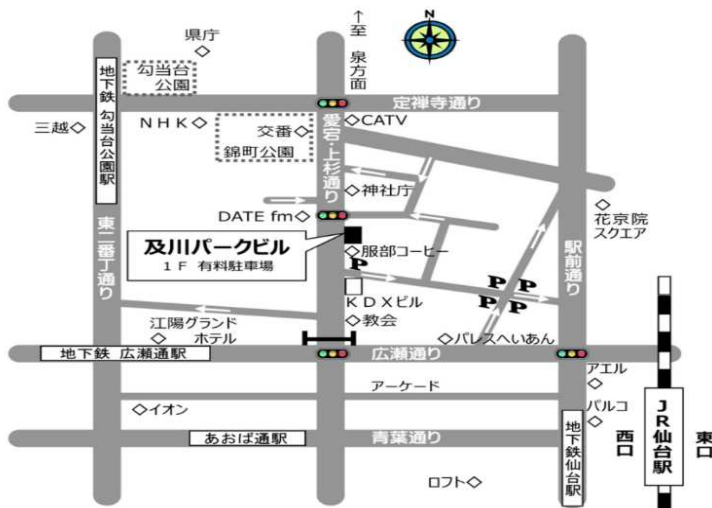 N
↑至 泉方面
県庁
勾当台
公園
地下鉄 勾当台公園駅
定禅寺通り
三越
NHK
交番
錦町公園
CATV
愛宕・上杉通り
神社庁
DATE fm
花京院
スクエア
及川パークビル
1F 有料駐車場
服部コーヒー
P
東二番丁通り
駅前通り
P P
P P
KDXビル
教会
江陽グランド
ホテル
パレスへいあん
地下鉄 広瀬通駅
広瀬通り
アエル
アーケード
イオン
パルコ
JR仙台駅
西口
東口
あおば通駅
青葉通り
地下鉄仙台駅
ロフト